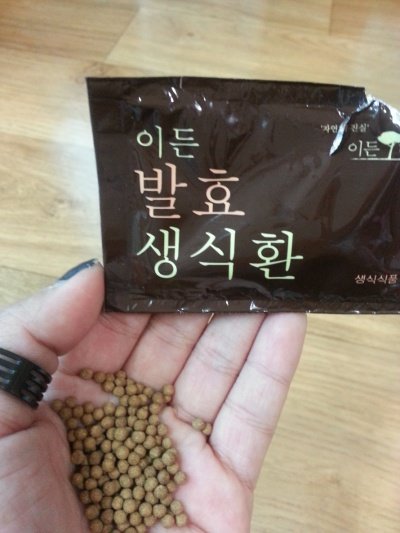 이든
발효
생식환
'자연의 진실'
이든
생식식품